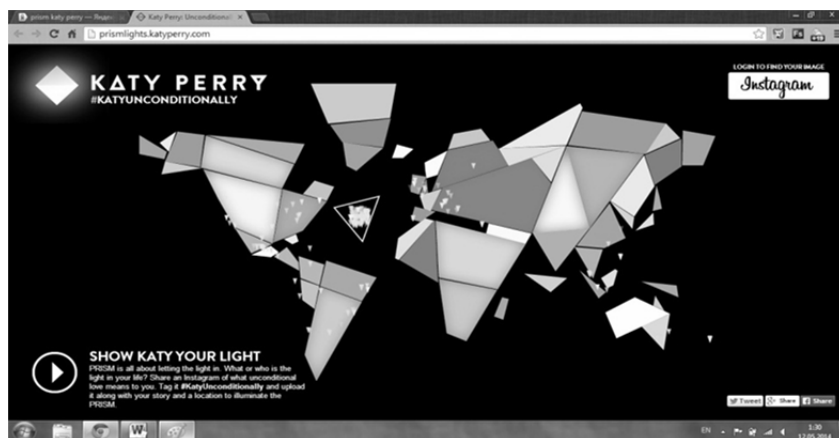 prism katy perry — Яндек
Katy Perry: Unconditional
prismlights.katyperry.com
KATY PERRY
#KATYUNCONDITIONALLY
LOGIN TO FIND YOUR IMAGE
Instagram
SHOW KATY YOUR LIGHT
PRISM is all about letting the light in. What or who is the
light in your life? Share an Instagram of what unconditional
love means to you. Tag it #KatyUnconditionally and upload
it along with your story and a location to illuminate the
PRISM.
Tweet Share Share
EN
1:30